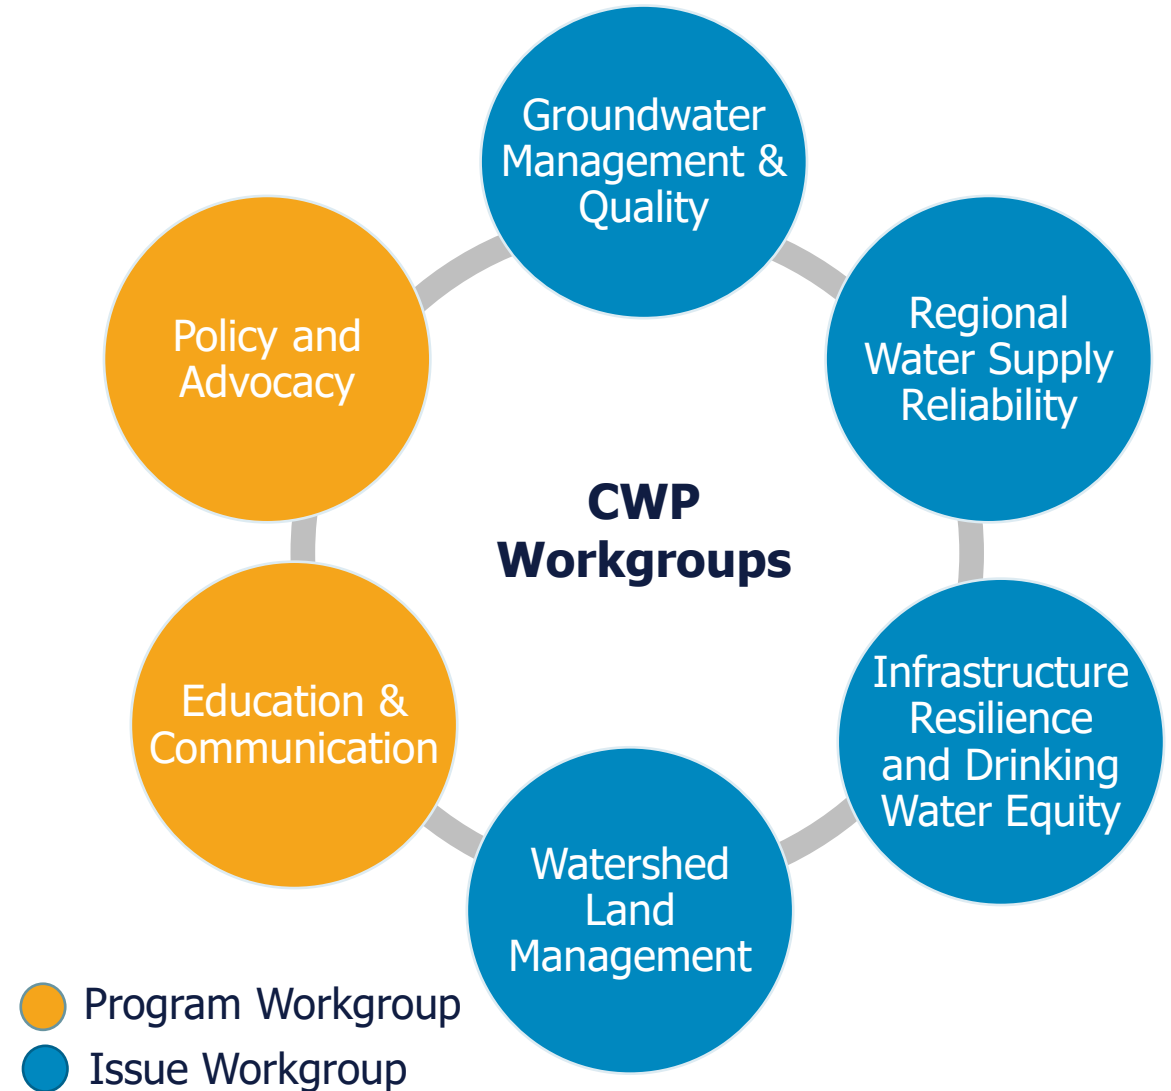 Groundwater
Management &
Quality
Regional
Water Supply
Reliability
Infrastructure
Resilience
and Drinking
Water Equity
Watershed
Land
Management
Education &
Communication
Policy and
Advocacy
CWP
Workgroups
Program Workgroup
Issue Workgroup